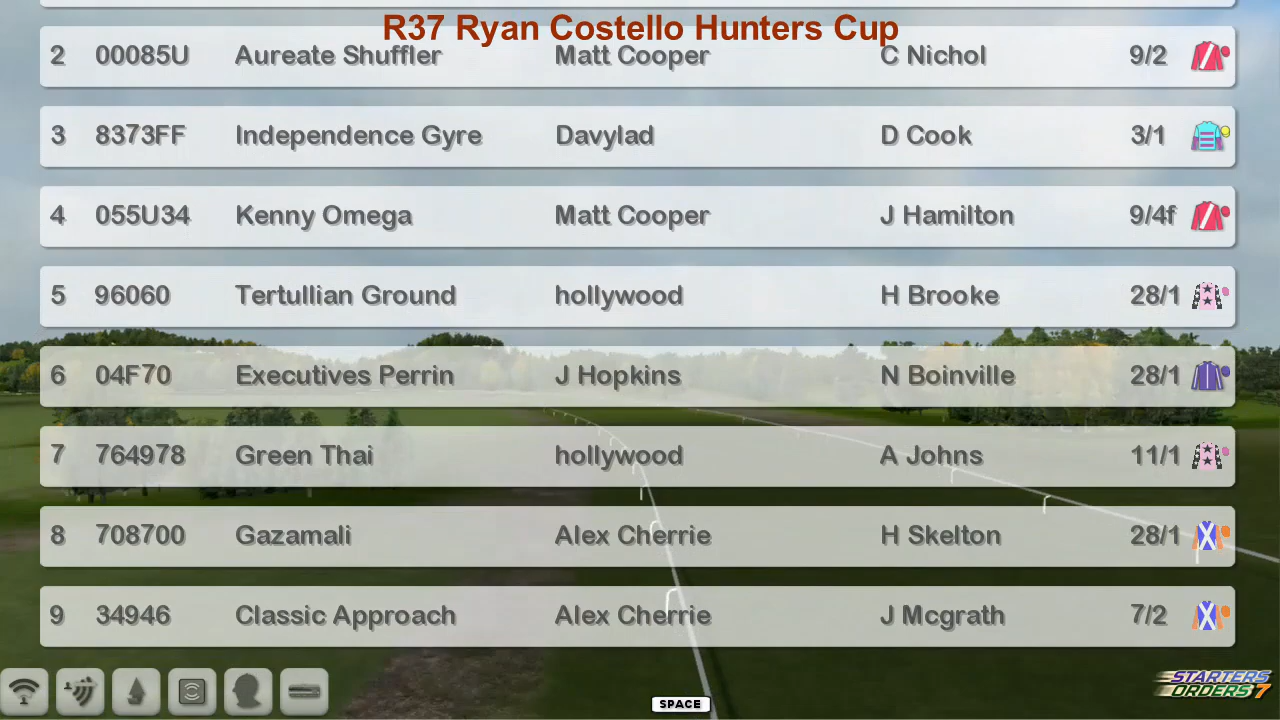 R37 Ryan Costello Hunters Cup
2 00085U Aureate Shuffler Matt Cooper C Nichol 9/2
3 8373FF Independence Gyre Davylad D Cook 3/1
4 055U34 Kenny Omega Matt Cooper J Hamilton 9/4f
5 96060 Tertullian Ground hollywood H Brooke 28/1
6 04F70 Executives Perrin J Hopkins N Boinville 28/1
7 764978 Green Thai hollywood A Johns 11/1
8 708700 Gazamali Alex Cherrie H Skelton 28/1
9 34946 Classic Approach Alex Cherrie J Mcgrath 7/2
STARTERS
ORDERS 7
SPACE